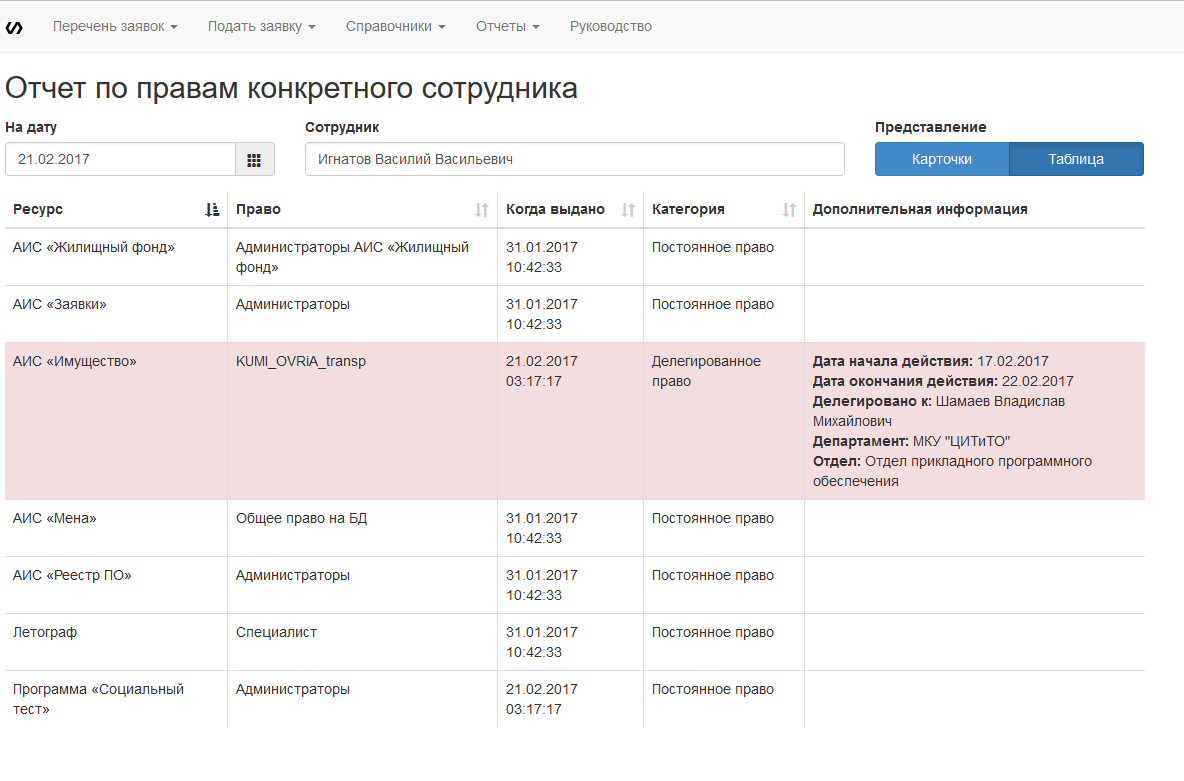 Перечень заявок Подать заявку Справочники Отчеты Руководство
Отчет по правам конкретного сотрудника
На дату Сотрудник Представление
21.02.2017 Игнатов Василий Васильевич Карточки Таблица
Ресурс Право Когда выдано Категория Дополнительная информация
АИС «Жилищный фонд» Администраторы АИС «Жилищный 31.01.2017 Постоянное право
фонд» 10:42:33
АИС «Заявки» Администраторы 31.01.2017 Постоянное право
10:42:33
АИС «Имущество» KUMI_OVRiA_transp 21.02.2017 Делегированное Дата начала действия: 17.02.2017
03:17:17 право Дата окончания действия: 22.02.2017
Делегировано к: Шамаев Владислав
Михайлович
Департамент: МКУ "ЦИТиТО"
Отдел: Отдел прикладного программного
обеспечения
АИС «Мена» Общее право на БД 31.01.2017 Постоянное право
10:42:33
АИС «Реестр ПО» Администраторы 31.01.2017 Постоянное право
10:42:33
Летограф Специалист 31.01.2017 Постоянное право
10:42:33
Программа «Социальный Администраторы 21.02.2017 Постоянное право
тест» 03:17:17